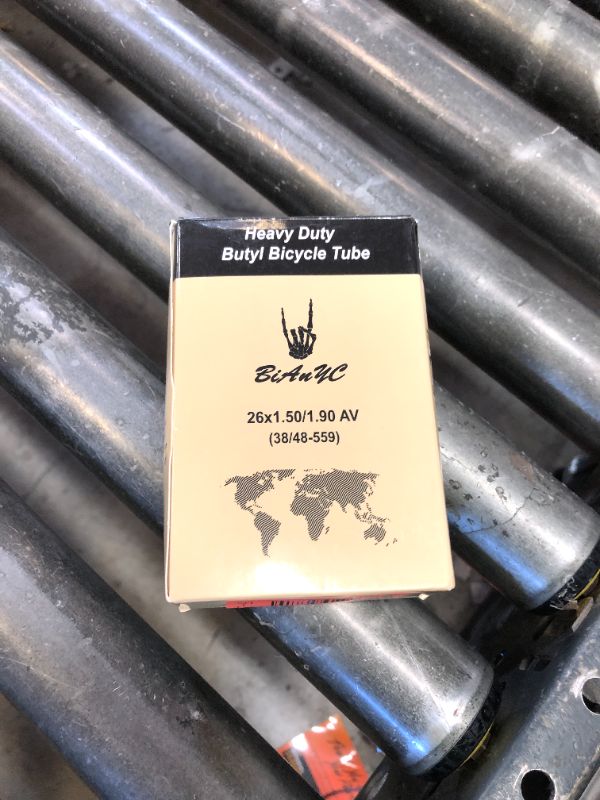 Heavy Duty
Butyl Bicycle Tube
BiAnYC
26x1.50/1.90 AV
(38/48-559)